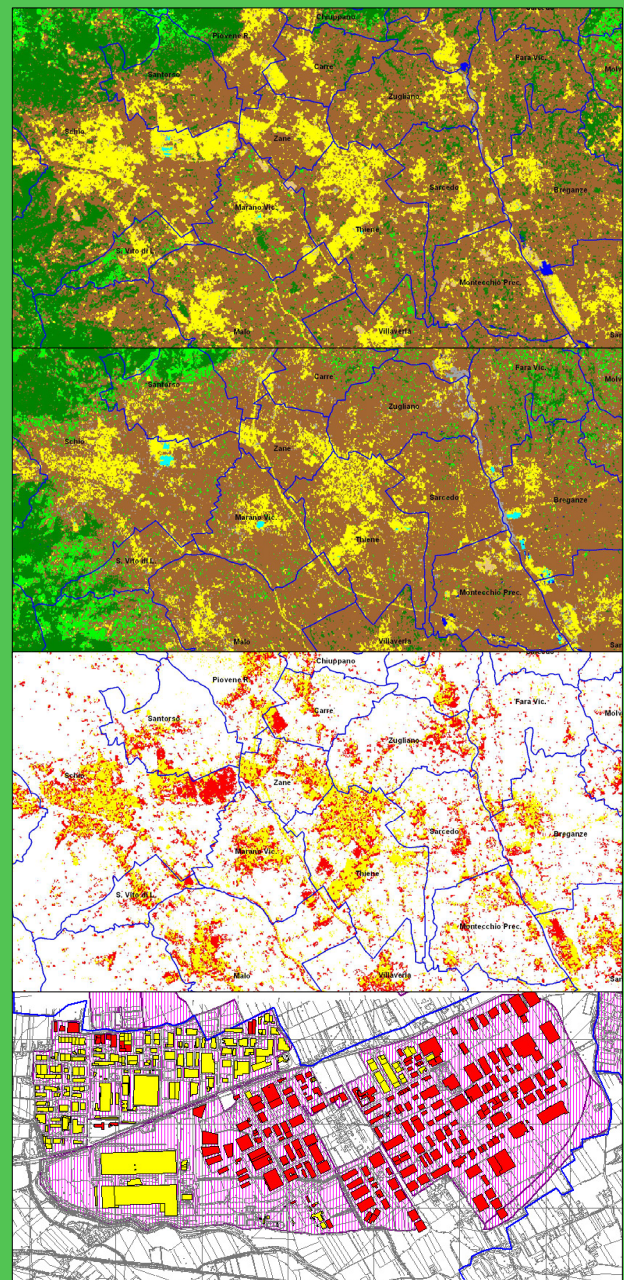 Chiuppano
Piovene R.
Fara Vic.
Carre
Molv
Santorso
Zugliano
Schio
Zane
Sarcedo
Breganze
Marano Vic.
Thiene
S. Vito di L.
Montecchio Prec.
Malo
Villaverla
Sar
Fara Vic.
Carre
Molv
Santorso
Zugliano
Schio
Zane
Sarcedo
Breganze
Marano Vic.
Thiene
S. Vito di L.
Montecchio Prec.
Malo
Villaverla
Sar
Chiuppano
Piovene R.
Fara Vic.
Carre
Molv
Santorso
Zugliano
Schio
Zane
Sarcedo
Breganze
Marano Vic.
Thiene
S. Vito di L.
Montecchio Prec.
Malo
Villaverla
Sar